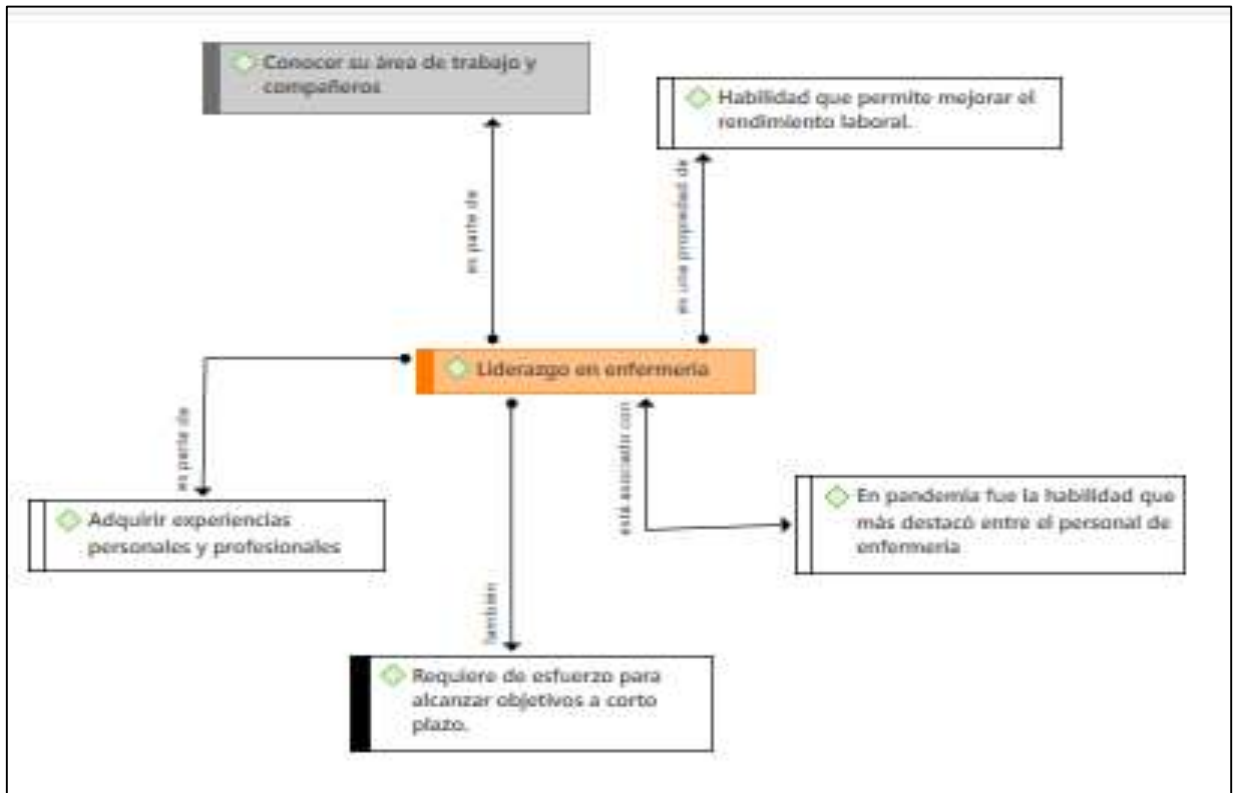 Conocer su área de trabajo y
compañeros
Habilidad que permite mejorar el
rendimiento laboral.
es parte de
es una propiedad de
Liderazgo en enfermería
es parte de
está asociado con
Adquirir experiencias
personales y profesionales
En pandemia fue la habilidad que
más destacó entre el personal de
enfermería
también
Requiere de esfuerzo para
alcanzar objetivos a corto
plazo.